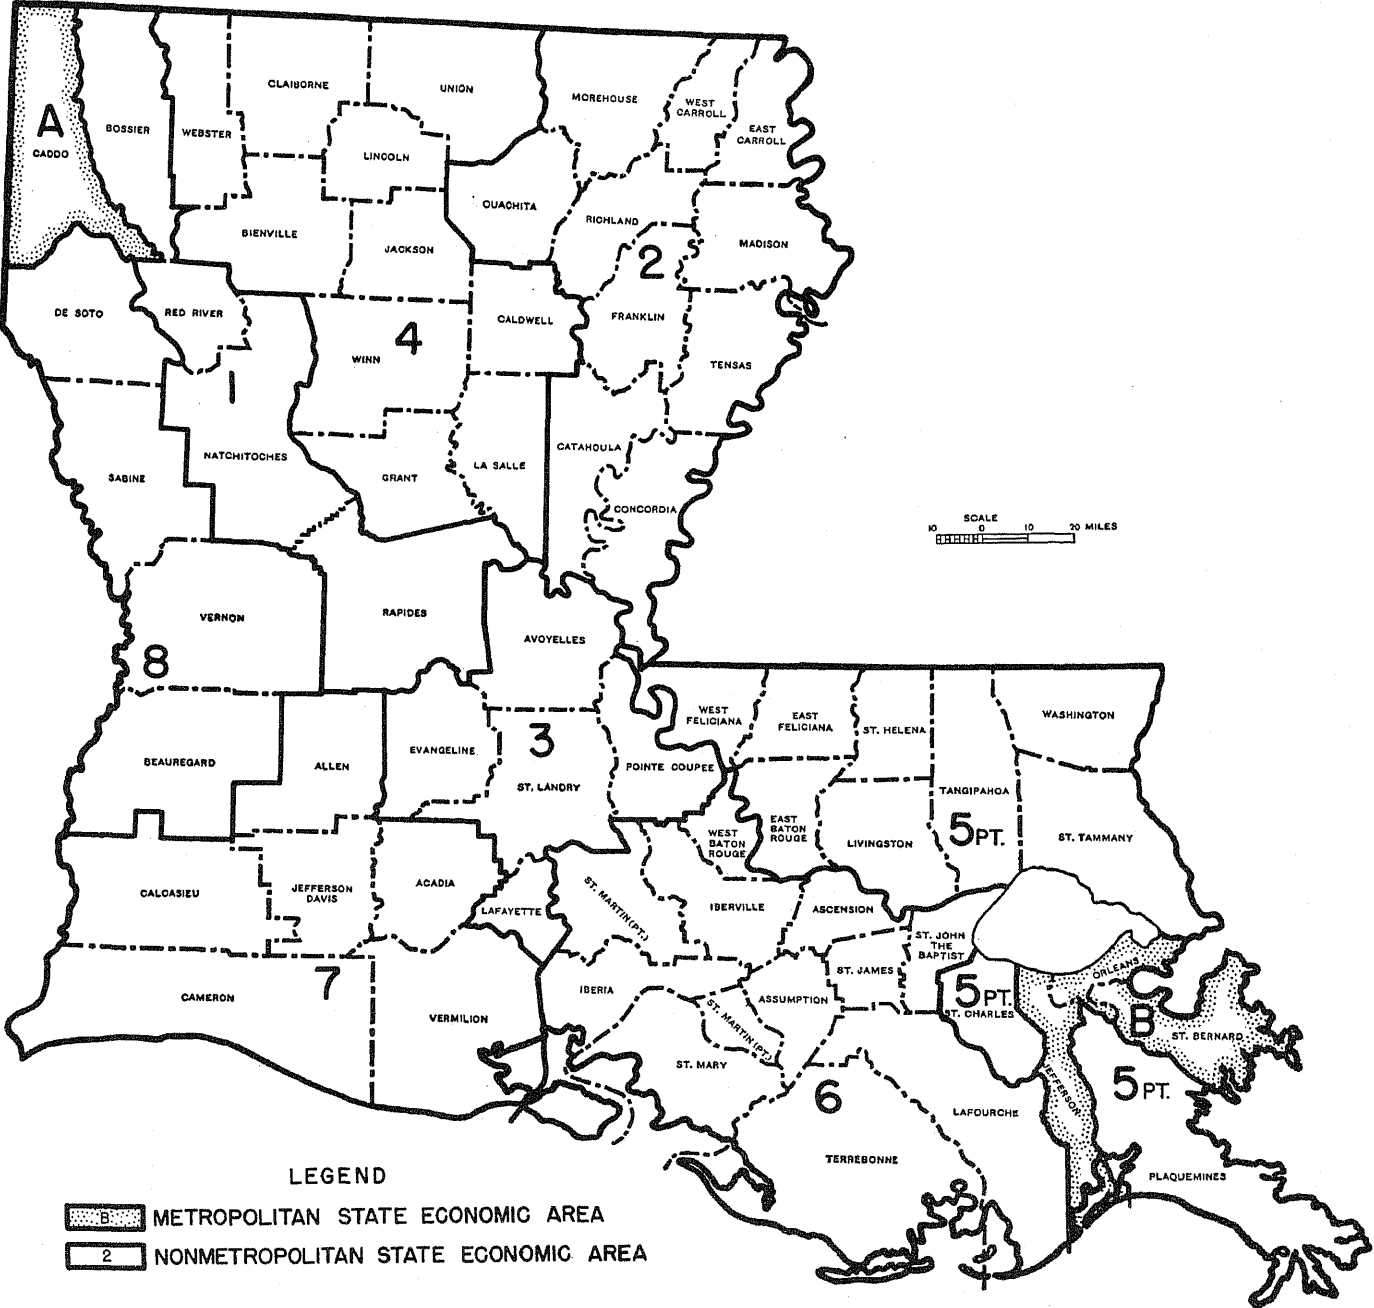 CLAIBORNE
UNION
MOREHOUSE
WEST
CARROLL
EAST
CARROLL
A
CADDO
BOSSIER
WEBSTER
LINCOLN
OUACHITA
RICHLAND
BIENVILLE
JACKSON
MADISON
2
DE SOTO
RED RIVER
CALDWELL
FRANKLIN
4
WINN
TENSAS
1
NATCHITOCHES
CATAHOULA
SABINE
GRANT
LA SALLE
CONCORDIA
SCALE
10 0 10 20 MILES
VERNON
RAPIDES
AVOYELLES
8
WEST
FELICIANA
EAST
FELICIANA
ST. HELENA
WASHINGTON
BEAUREGARD
ALLEN
EVANGELINE
3
POINTE COUPEE
ST. LANDRY
TANGIPAHOA
5PT.
WEST
BATON
ROUGE
EAST
BATON
ROUGE
LIVINGSTON
ST. TAMMANY
CALCASIEU
JEFFERSON
DAVIS
ACADIA
LAFAYETTE
ST. MARTIN (PT.)
IBERVILLE
ASCENSION
ST. JOHN
THE
BAPTIST
ST. JAMES
ORLEANS
7
CAMERON
IBERIA
ASSUMPTION
5PT.
ST. CHARLES
VERMILION
ST. MARTIN (PT.)
B
ST. BERNARD
ST. MARY
6
JEFFERSON
5PT.
LAFOURCHE
TERREBONNE
PLAQUEMINES
LEGEND
B METROPOLITAN STATE ECONOMIC AREA
2 NONMETROPOLITAN STATE ECONOMIC AREA